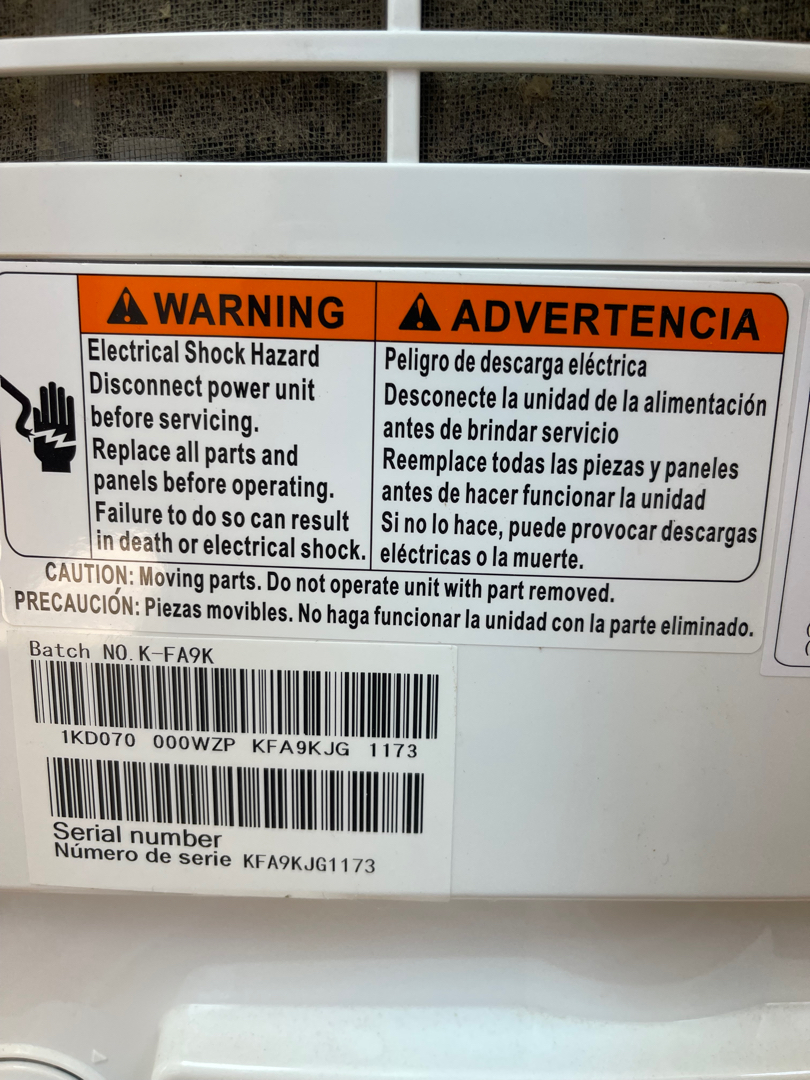 WARNING
Electrical Shock Hazard
Disconnect power unit
before servicing.
Replace all parts and
panels before operating.
Failure to do so can result
in death or electrical shock.
ADVERTENCIA
Peligro de descarga eléctrica
Desconecte la unidad de la alimentación
antes de brindar servicio
Reemplace todas las piezas y paneles
antes de hacer funcionar la unidad
Si no lo hace, puede provocar descargas
eléctricas o la muerte.
CAUTION: Moving parts. Do not operate unit with part removed.
PRECAUCIÓN: Piezas movibles. No haga funcionar la unidad con la parte eliminado.
Batch NO.K-FA9K
1KD070 000WZP KFA9KJG 1173
Serial number
Número de serie KFA9KJG1173